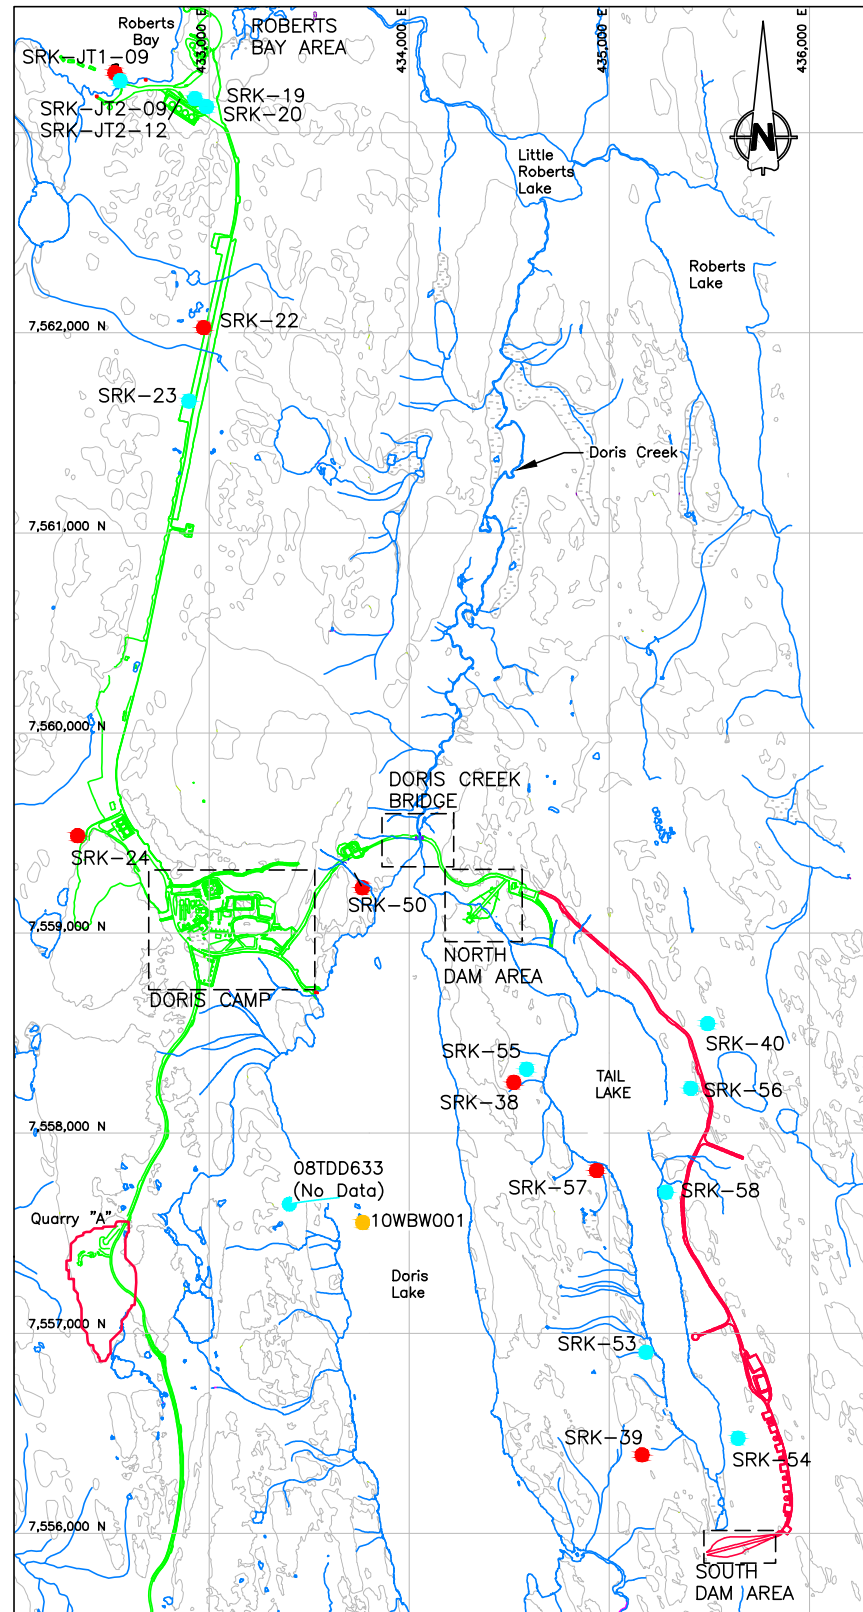 433,000 E
434,000 E
435,000 E
436,000 E
Roberts
Bay
ROBERTS
BAY AREA
SRK-JT1-09
SRK-JT2-09/
SRK-JT2-12
SRK-19
SRK-20
N
Little
Roberts
Lake
Roberts
Lake
7,562,000 N
SRK-22
SRK-23
Doris Creek
7,561,000 N
7,560,000 N
DORIS CREEK
BRIDGE
SRK-24
SRK-50
7,559,000 N
NORTH
DAM AREA
DORIS CAMP
SRK-40
SRK-55
TAIL
LAKE
SRK-56
SRK-38
7,558,000 N
08TDD633
(No Data)
SRK-57
SRK-58
Quarry "A"
10WBW001
Doris
Lake
7,557,000 N
SRK-53
SRK-39
SRK-54
7,556,000 N
SOUTH
DAM AREA